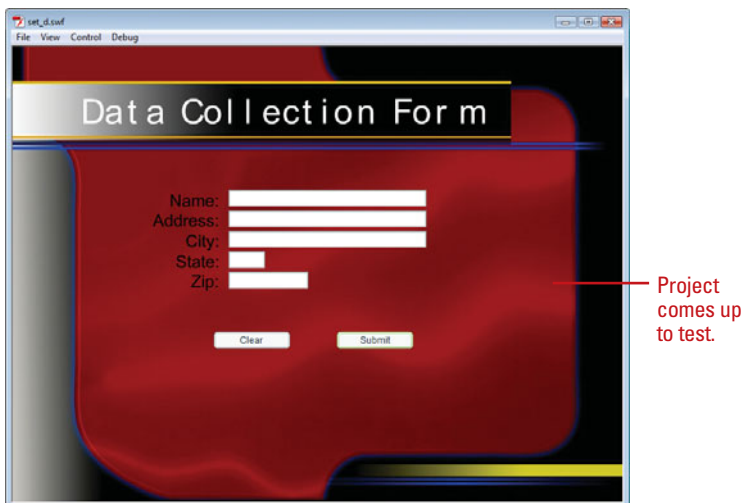 set_d.swf
File View Control Debug
Data Collection Form
Name:
Address:
City:
State:
Zip:
Clear Submit
Project
comes up
to test.